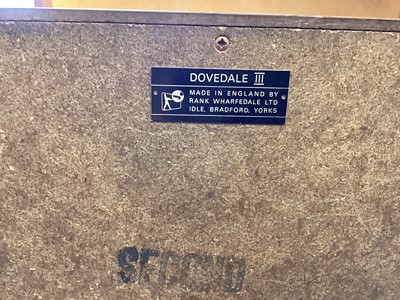 DOVEDALE III
MADE IN ENGLAND BY
RANK WHARFEDALE LTD
IDLE, BRADFORD, YORKS
SECOND